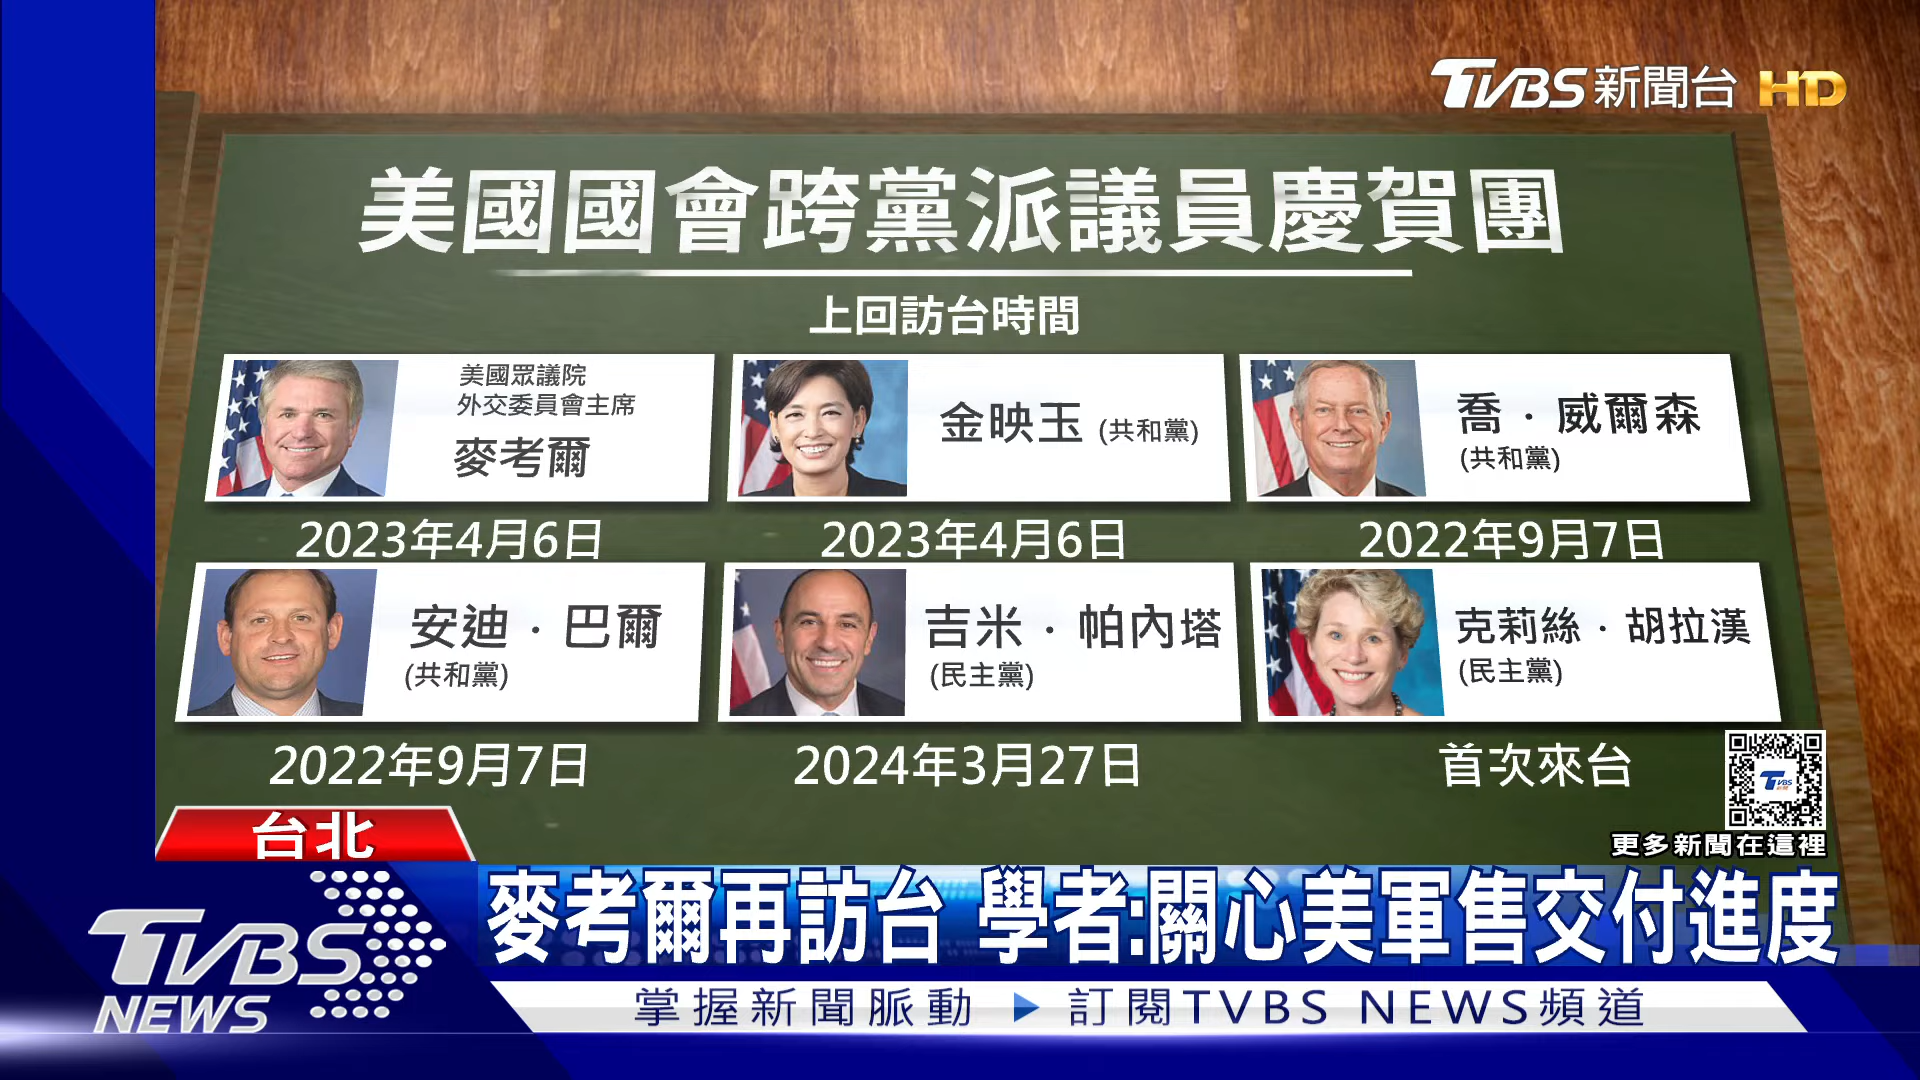 TVBS新聞台 HD
美國國會跨黨派議員慶賀團
上回訪台時間
美國眾議院
外交委員會主席
麥考爾
2023年4月6日
金映玉 (共和黨)
2023年4月6日
喬．威爾森
(共和黨)
2022年9月7日
安迪．巴爾
(共和黨)
2022年9月7日
吉米．帕內塔
(民主黨)
2024年3月27日
克莉絲．胡拉漢
(民主黨)
首次來台
TVBS
更多新聞在這裡
台北
麥考爾再訪台 學者:關心美軍售交付進度
TVBS
NEWS
掌握新聞脈動 ▶ 訂閱TVBS NEWS頻道